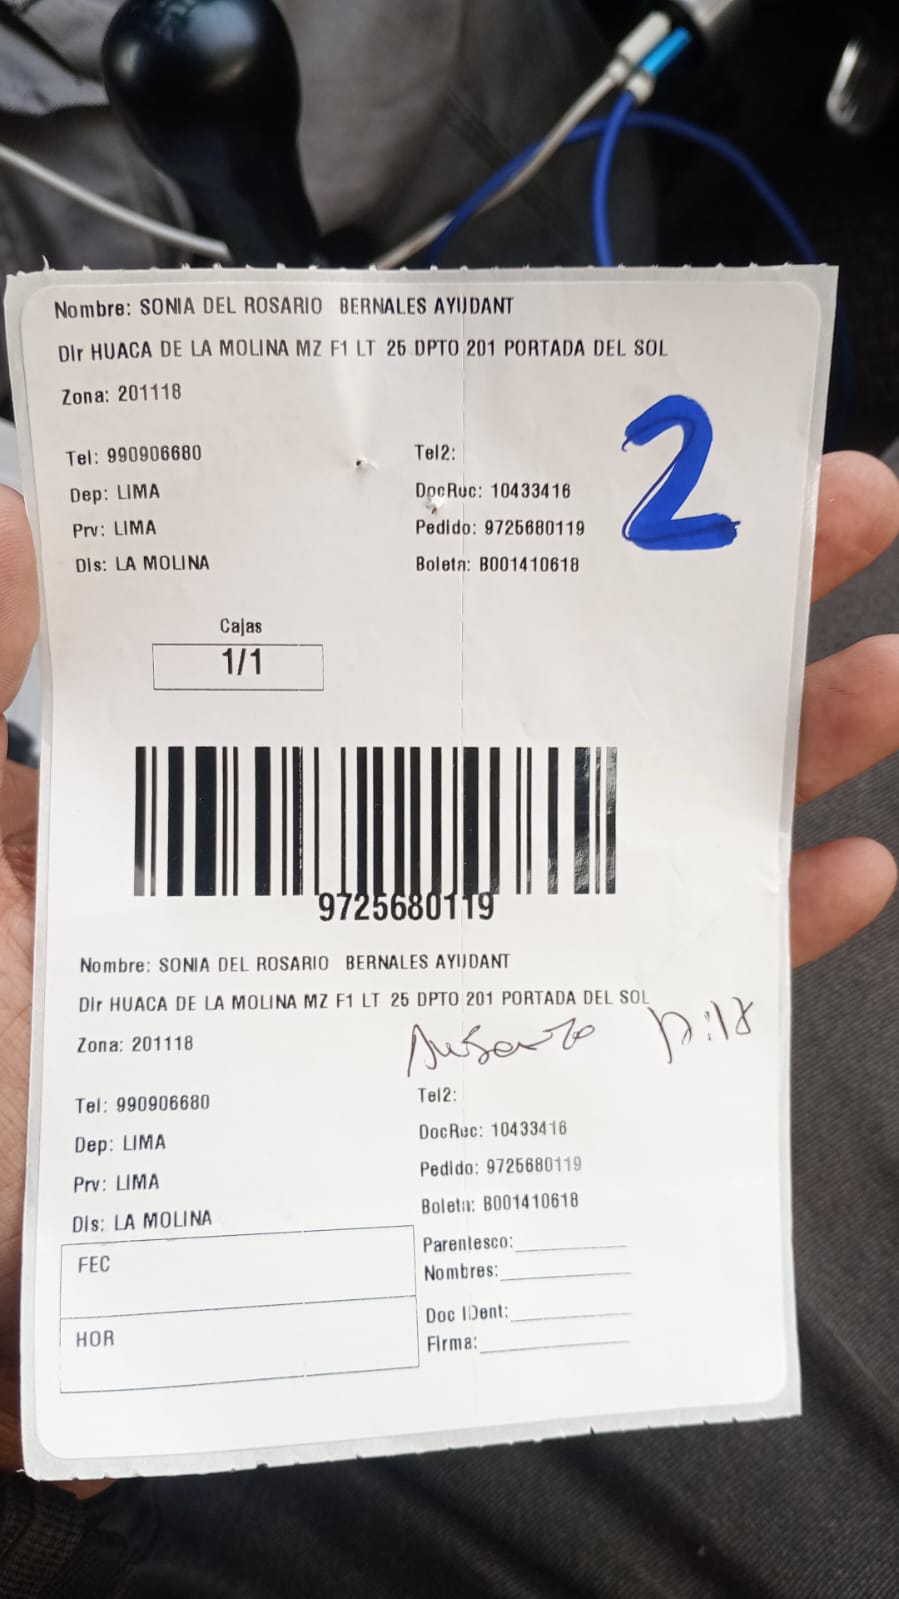 Nombre: SONIA DEL ROSARIO BERNALES AYUDANT
Dir HUACA DE LA MOLINA MZ F1 LT 25 DPTO 201 PORTADA DEL SOL
Zona: 201118
2
Tel: 990906680 Tel2:
Dep: LIMA DocRec: 10433416
Prv: LIMA Pedido: 9725680119
Dis: LA MOLINA Boleta: B001410618
Cajas
1/1
9725680119
Nombre: SONIA DEL ROSARIO BERNALES AYUDANT
Dir HUACA DE LA MOLINA MZ F1 LT 25 DPTO 201 PORTADA DEL SOL
Zona: 201118 Ausente
Tel: 990906680 Tel2:
Dep: LIMA DocRec: 10433416
Prv: LIMA Pedido: 9725680119
Dis: LA MOLINA Boleta: B001410618
FEC Parentesco:
Nombres:
HOR Doc IDent:
Firma: